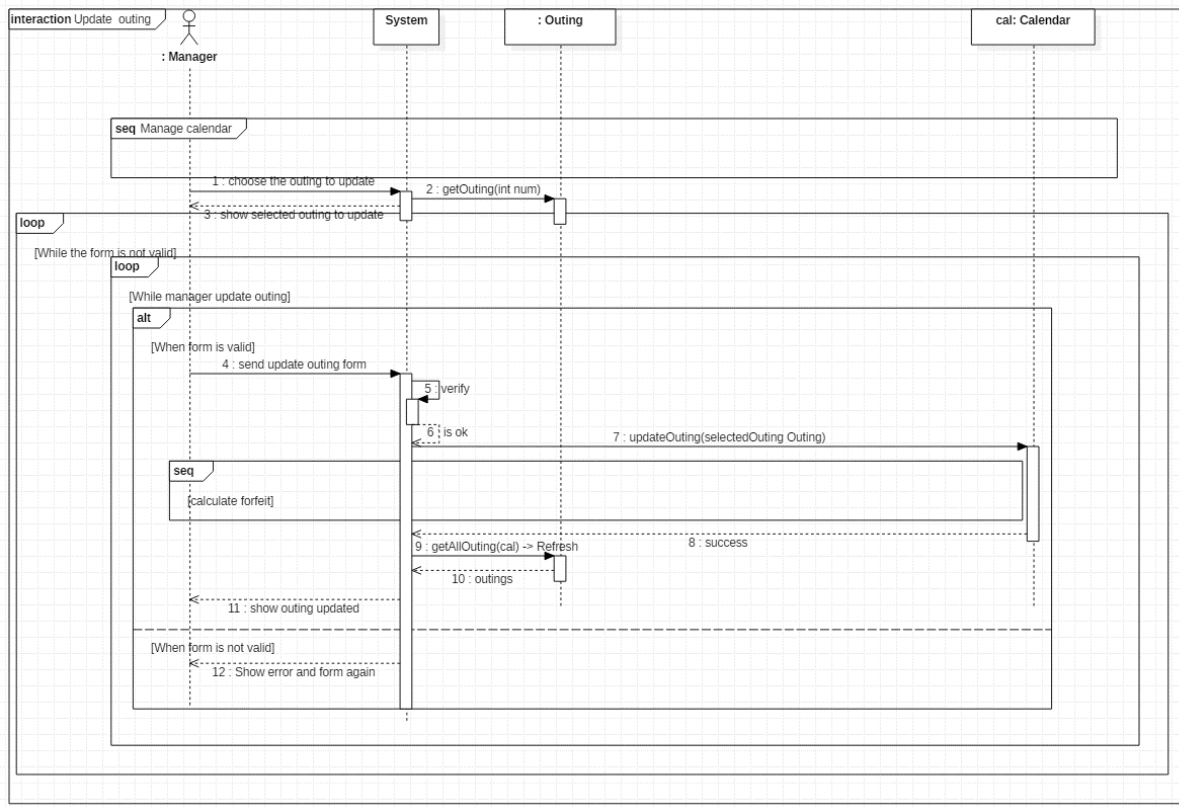 interaction Update outing
System
: Outing
cal: Calendar
: Manager
seq Manage calendar
1 : choose the outing to update
2 : getOuting(int num)
3 : show selected outing to update
loop
[While the form is not valid]
loop
[While manager update outing]
alt
[When form is valid]
4 : send update outing form
5 : verify
6 : is ok
7 : updateOuting(selectedOuting Outing)
seq
[calculate forfeit]
8 : success
9 : getAllOuting(cal) -> Refresh
10 : outings
11 : show outing updated
[When form is not valid]
12 : Show error and form again